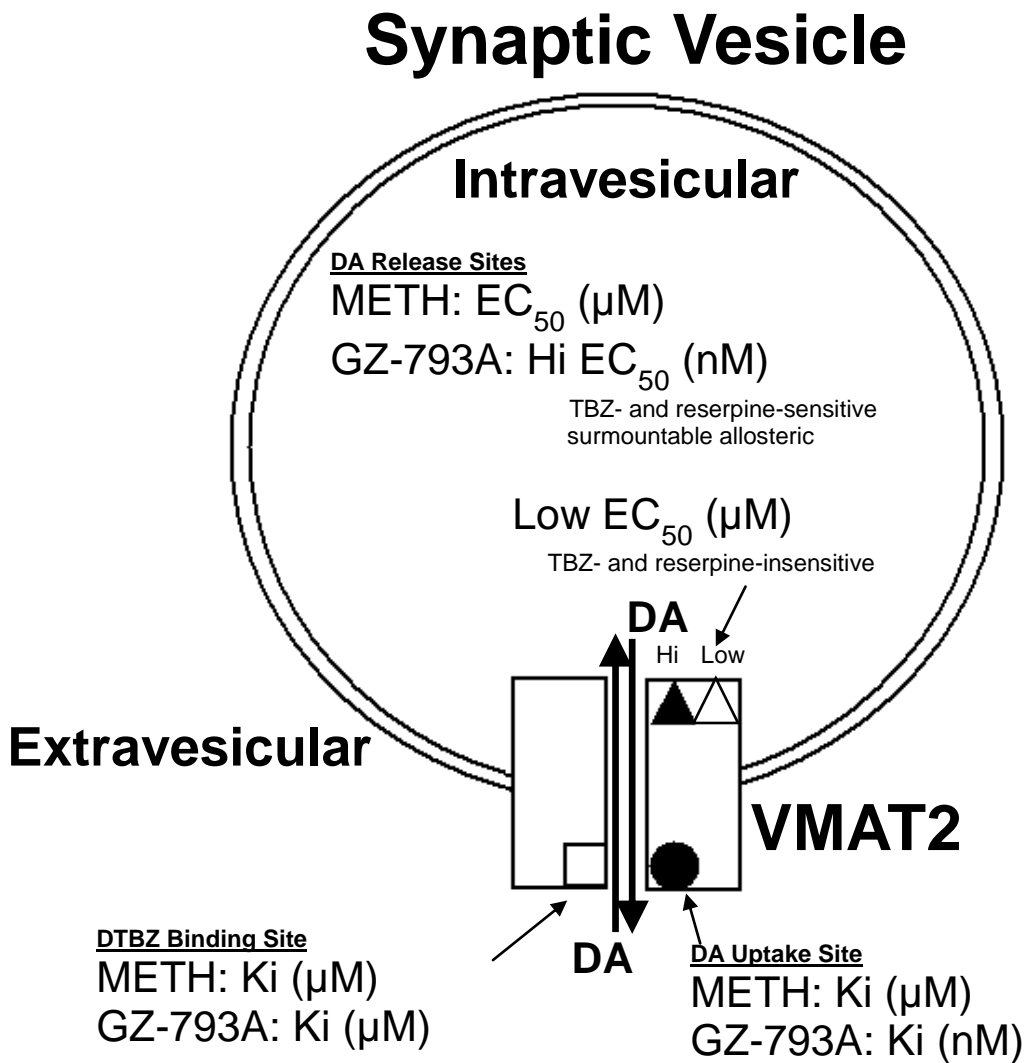 Synaptic Vesicle
Intravesicular
DA Release Sites
METH: EC50 (µM)
GZ-793A: Hi EC50 (nM)
TBZ- and reserpine-sensitive
surmountable allosteric
Low EC50 (µM)
TBZ- and reserpine-insensitive
DA
Hi Low
Extravesicular
VMAT2
DTBZ Binding Site
METH: Ki (µM)
GZ-793A: Ki (µM)
DA
DA Uptake Site
METH: Ki (µM)
GZ-793A: Ki (nM)